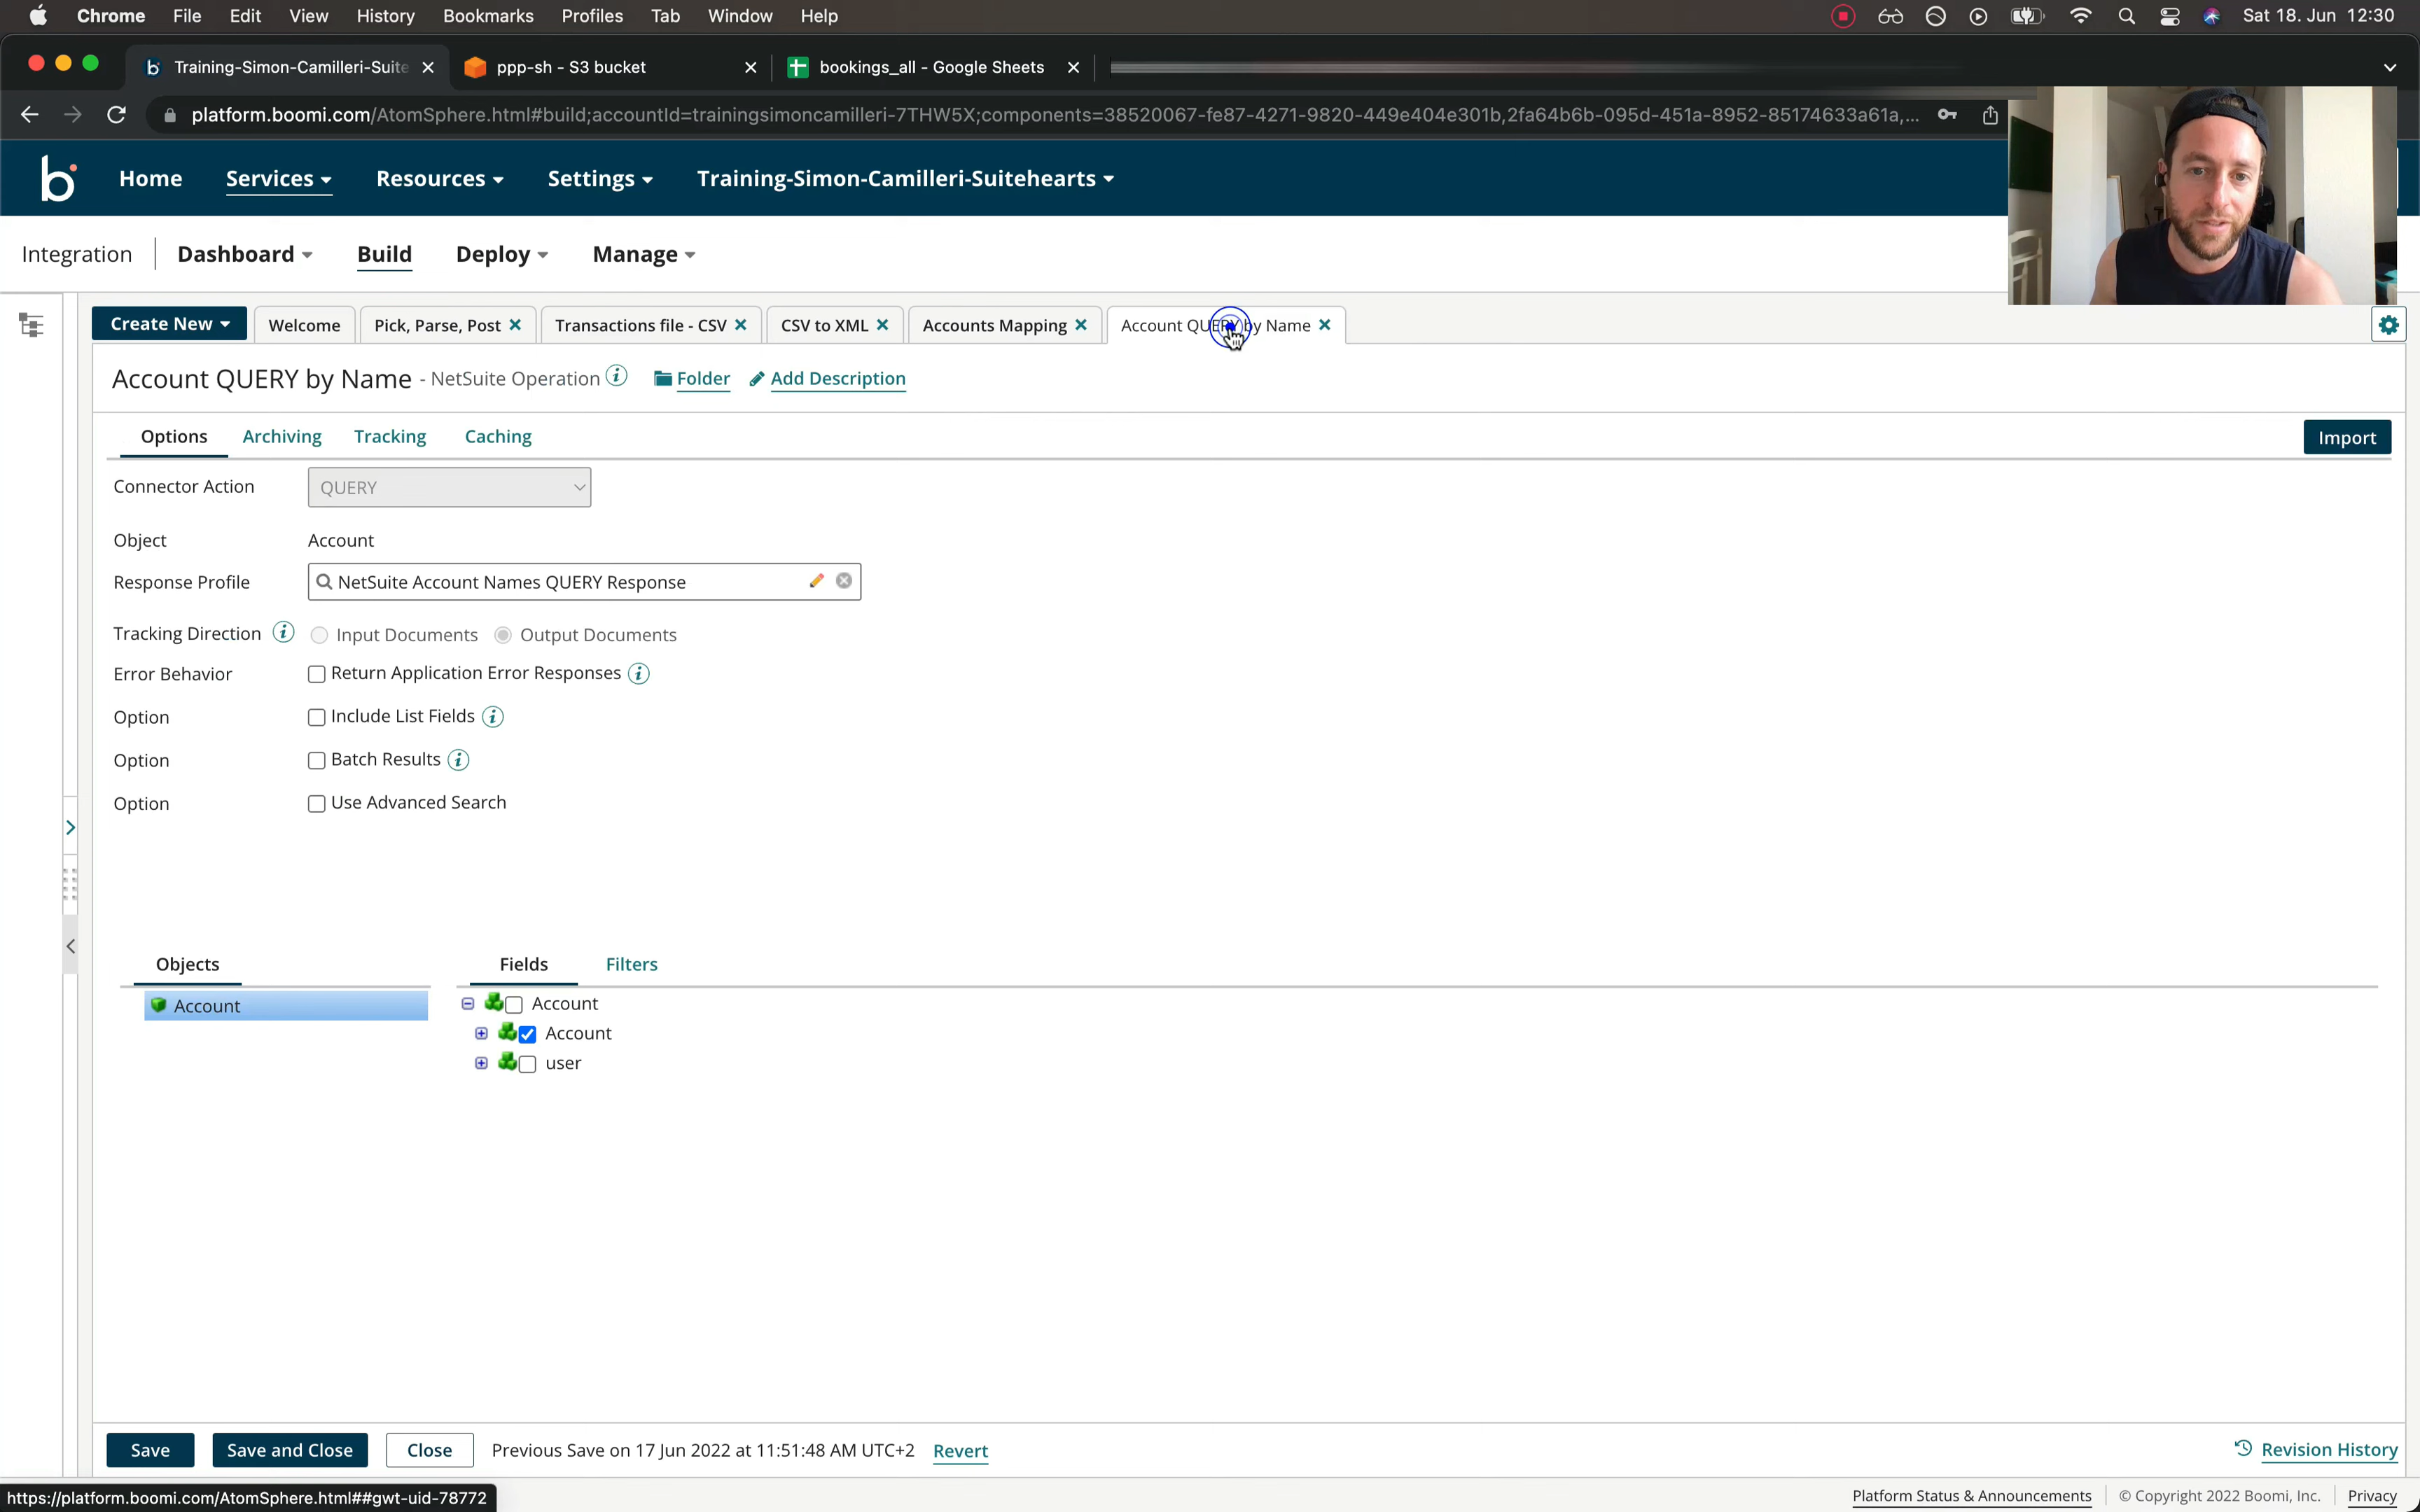 Chrome File Edit View History Bookmarks Profiles Tab Window Help Sat 18. Jun 12:30
Training-Simon-Camilleri-Suite ppp-sh - S3 bucket bookings_all - Google Sheets
platform.boomi.com/AtomSphere.html#build;accountId=trainingsimoncamilleri-7THW5X;components=38520067-fe87-4271-9820-449e404e301b,2fa64b6b-095d-451a-8952-85174633a61a,...
Home Services Resources Settings Training-Simon-Camilleri-Suitehearts
Integration Dashboard Build Deploy Manage
Create New Welcome Pick, Parse, Post Transactions file - CSV CSV to XML Accounts Mapping Account QUERY by Name
Account QUERY by Name - NetSuite Operation Folder Add Description
Options Archiving Tracking Caching Import
Connector Action QUERY
Object Account
Response Profile NetSuite Account Names QUERY Response
Tracking Direction Input Documents Output Documents
Error Behavior Return Application Error Responses
Option Include List Fields
Option Batch Results
Option Use Advanced Search
Objects Fields Filters
Account Account
Account
user
Save Save and Close Close Previous Save on 17 Jun 2022 at 11:51:48 AM UTC+2 Revert Revision History
https://platform.boomi.com/AtomSphere.html##gwt-uid-78772 Platform Status & Announcements © Copyright 2022 Boomi, Inc. Privacy